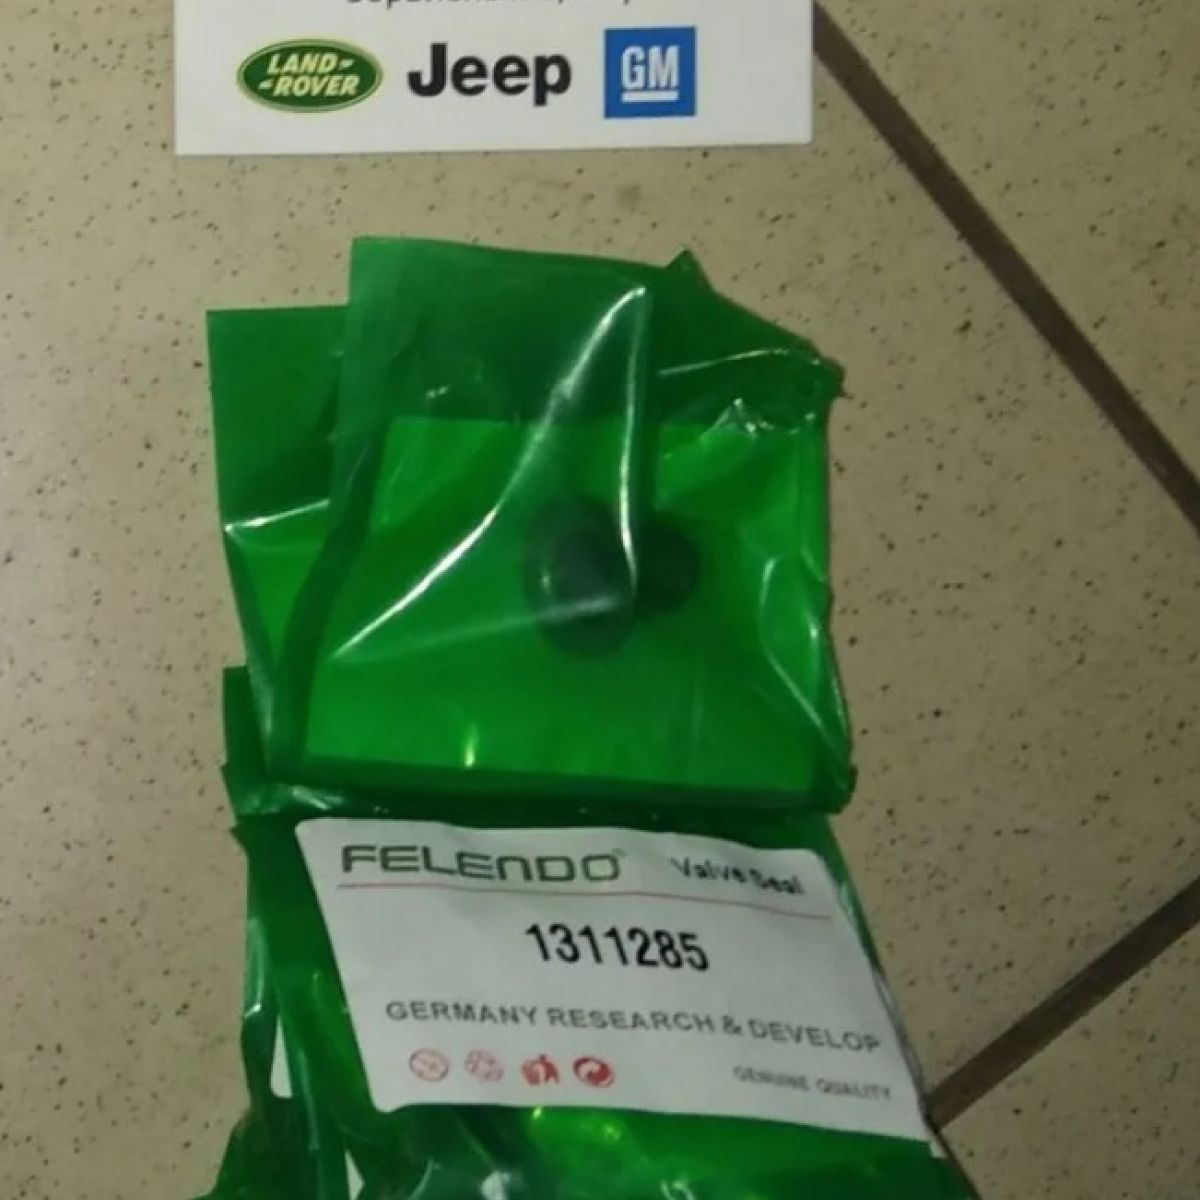 LAND-
-ROVER
Jeep
GM
FELENDO
Valve Seal
1311285
GERMANY RESEARCH & DEVELOP
GENUINE QUALITY